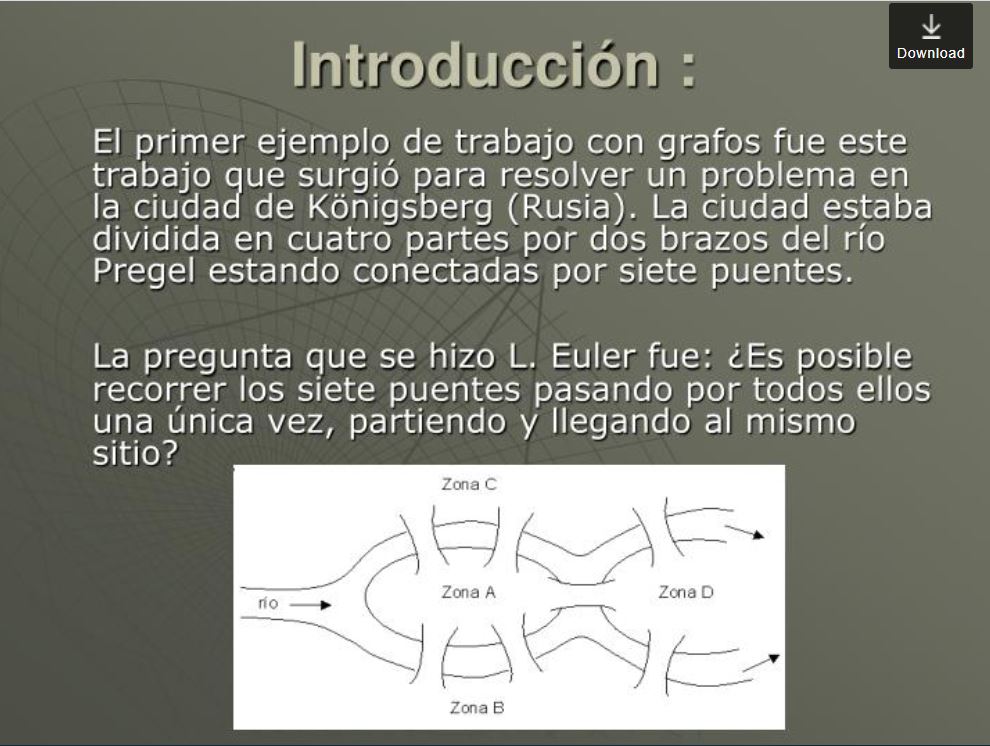 Download
Introducción :
El primer ejemplo de trabajo con grafos fue este
trabajo que surgió para resolver un problema en
la ciudad de Königsberg (Rusia). La ciudad estaba
dividida en cuatro partes por dos brazos del río
Pregel estando conectadas por siete puentes.
La pregunta que se hizo L. Euler fue: ¿Es posible
recorrer los siete puentes pasando por todos ellos
una única vez, partiendo y llegando al mismo
sitio?
Zona C
Zona A
Zona D
río
Zona B